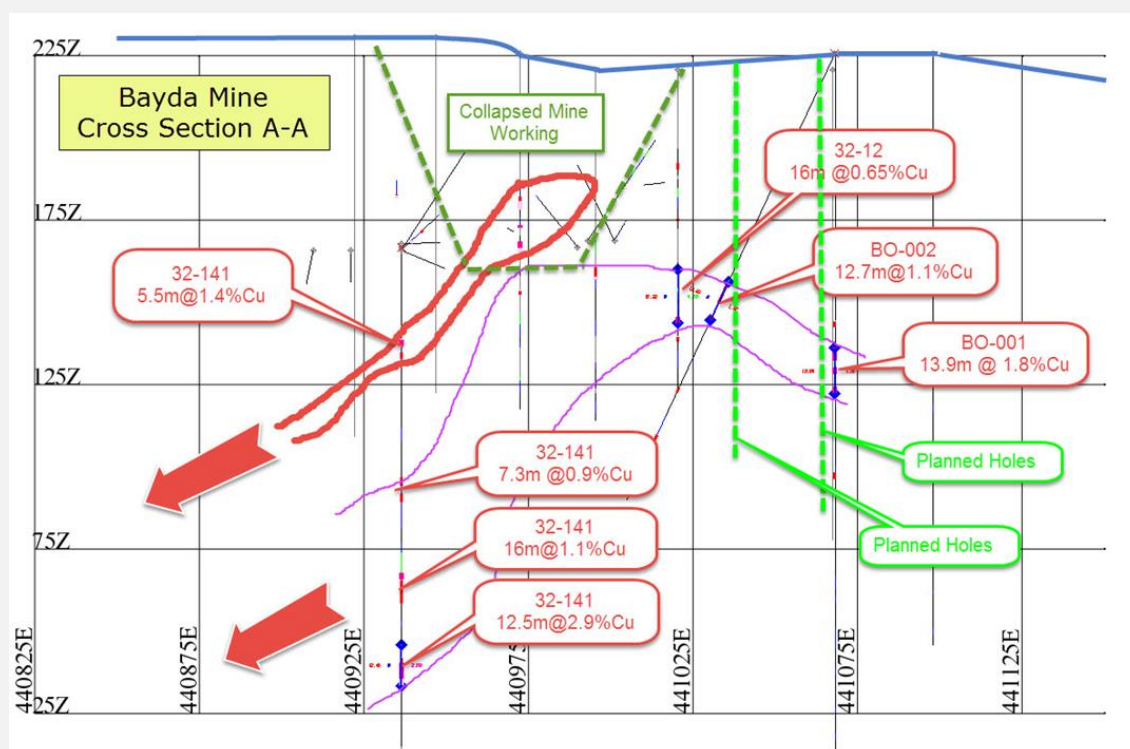 225Z
Bayda Mine
Cross Section A-A
Collapsed Mine
Working
32-12
16m @0.65%Cu
175Z
BO-002
12.7m@1.1%Cu
32-141
5.5m@1.4%Cu
BO-001
13.9m @ 1.8%Cu
125Z
32-141
7.3m @0.9%Cu
Planned Holes
32-141
16m@1.1%Cu
Planned Holes
75Z
32-141
12.5m@2.9%Cu
25Z
440825E
440875E
440925E
440975E
441025E
441075E
441125E